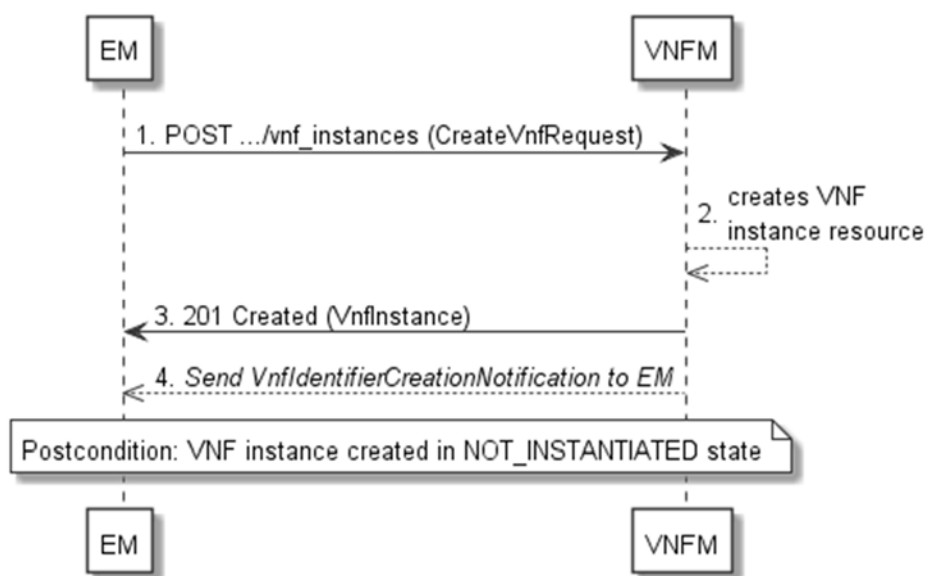 EM
VNFM
1. POST .../vnf_instances (CreateVnfRequest)
2. creates VNF
instance resource
3. 201 Created (VnfInstance)
4. Send VnfIdentifierCreationNotification to EM
Postcondition: VNF instance created in NOT_INSTANTIATED state
EM
VNFM